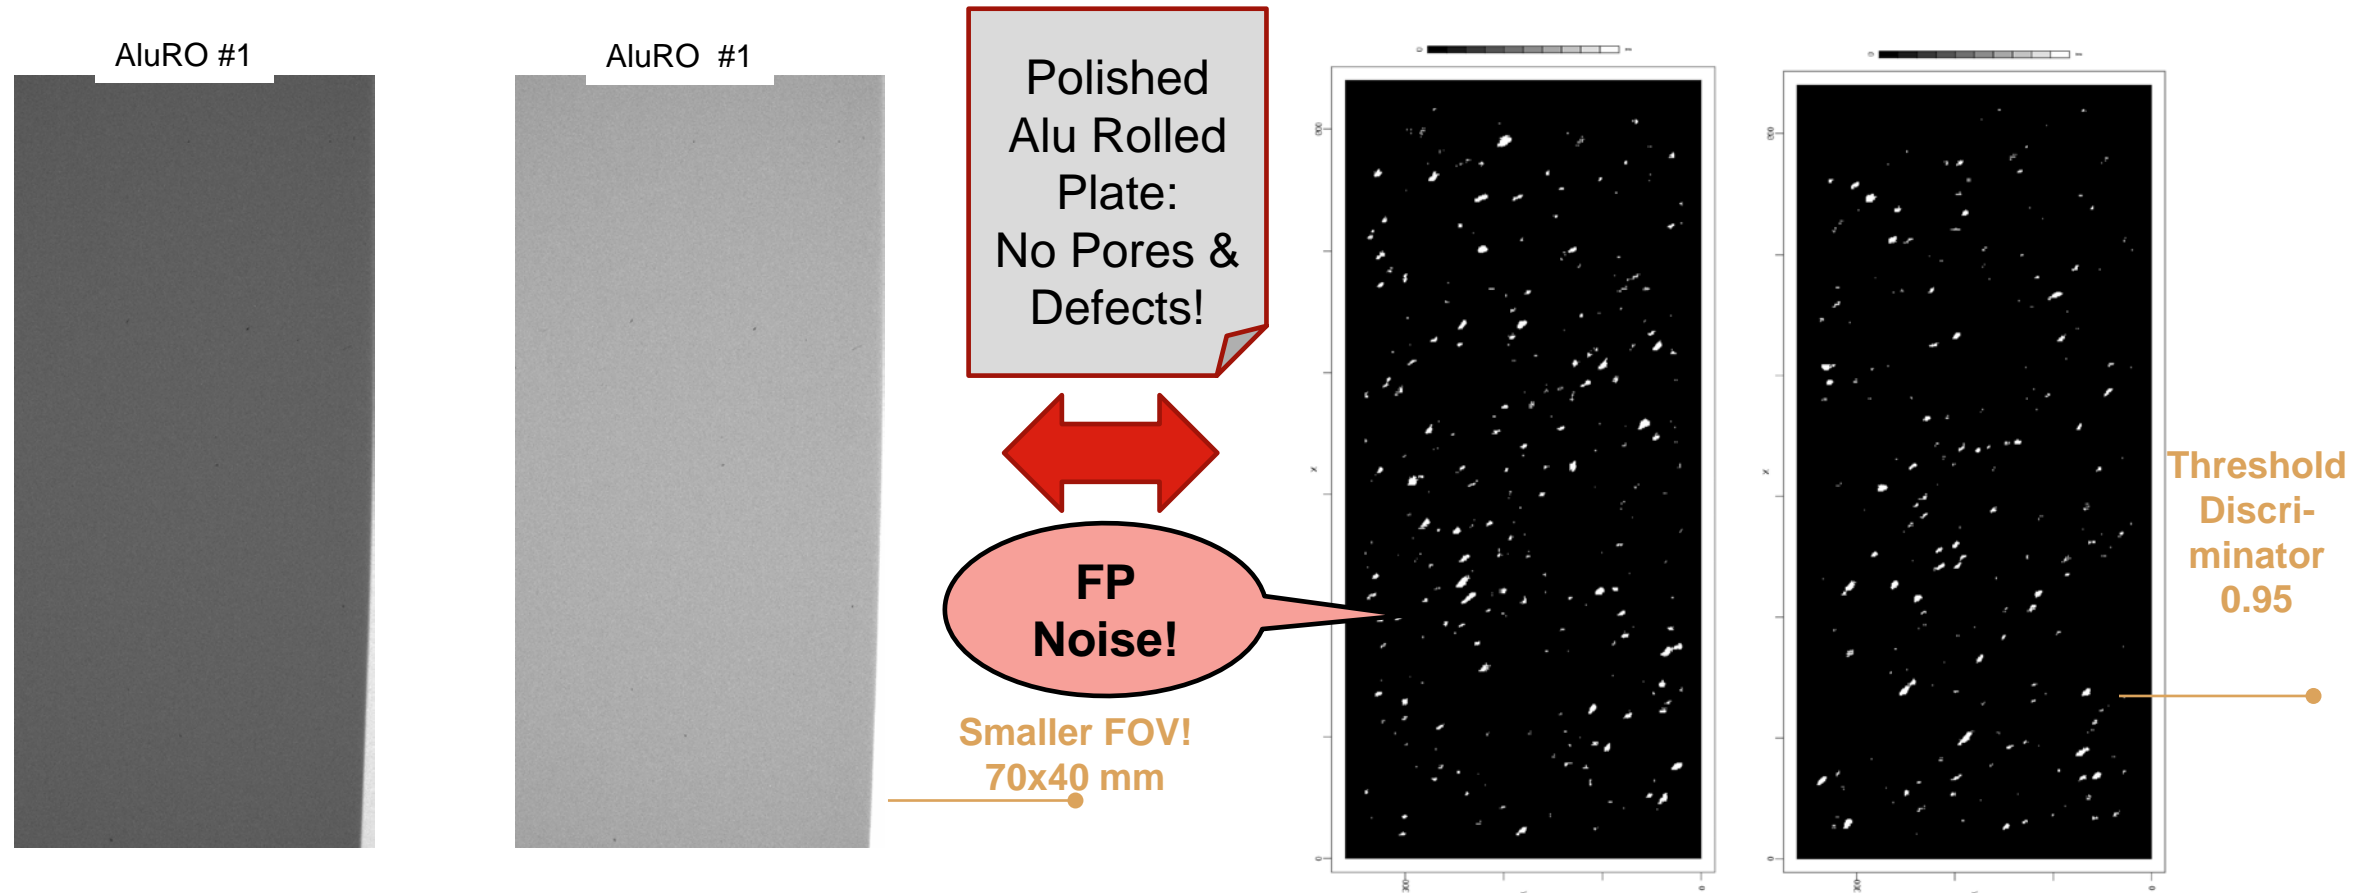 AluRO #1
AluRO #1
Polished
Alu Rolled
Plate:
No Pores &
Defects!
FP
Noise!
Smaller FOV!
70x40 mm
Threshold
Discri-
minator
0.95